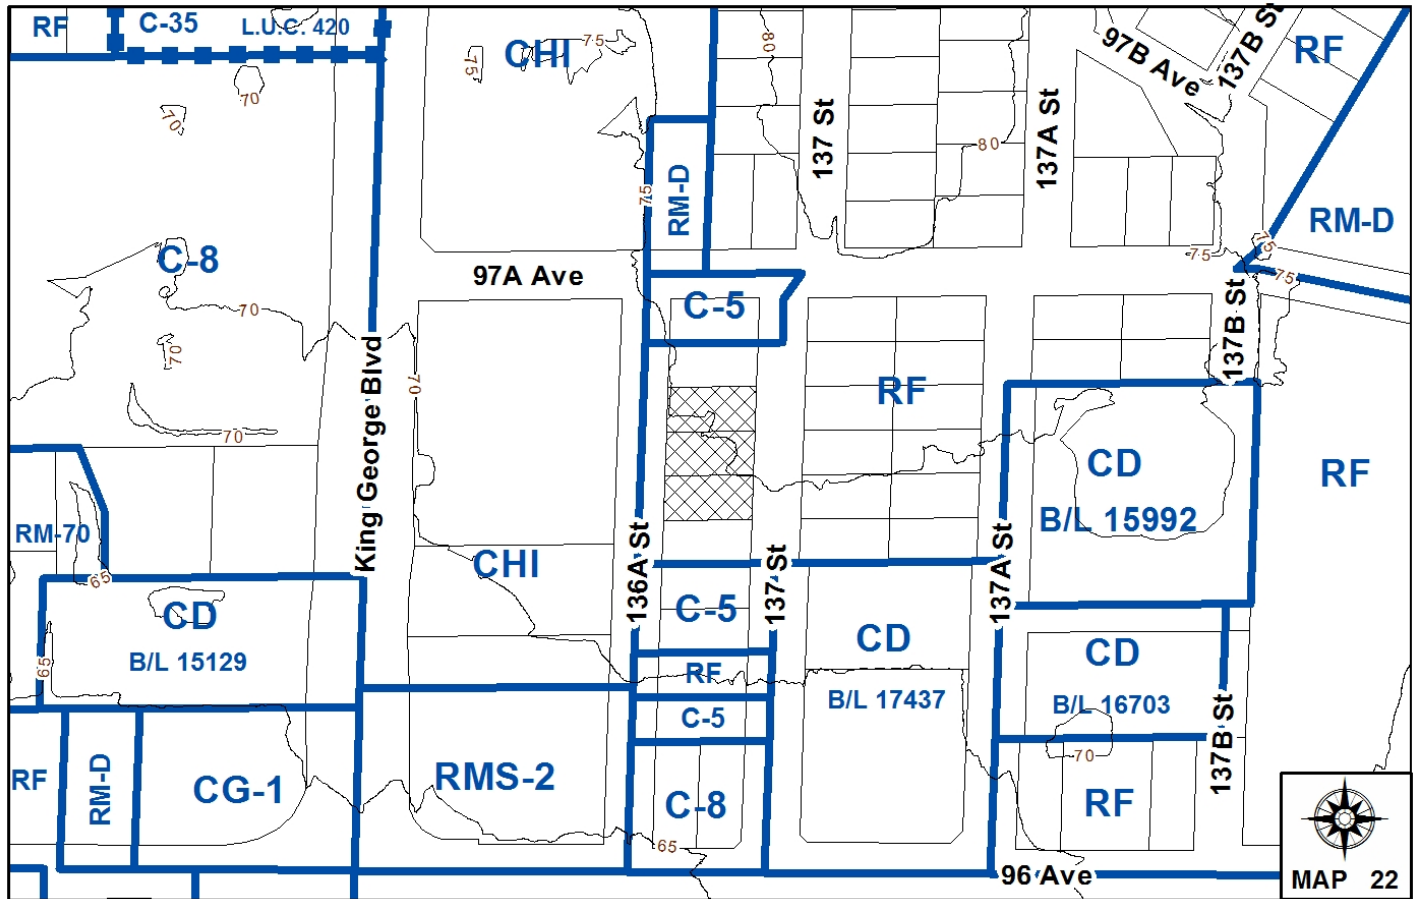 RF
C-35
L.U.C. 420
CHI
75
75
80
97B Ave
137B St
RF
70
70
137 St
137A St
80
RM-D
75
RM-D
C-8
97A Ave
75
75
75
C-5
70
70
137B St
King George Blvd
70
RF
70
CD
B/L 15992
RF
RM-70
CHI
136A St
137 St
137A St
65
C-5
CD
B/L 15129
65
RF
CD
B/L 17437
CD
B/L 16703
C-5
137B St
70
RF
RM-D
CG-1
RMS-2
C-8
RF
65
96 Ave
MAP 22